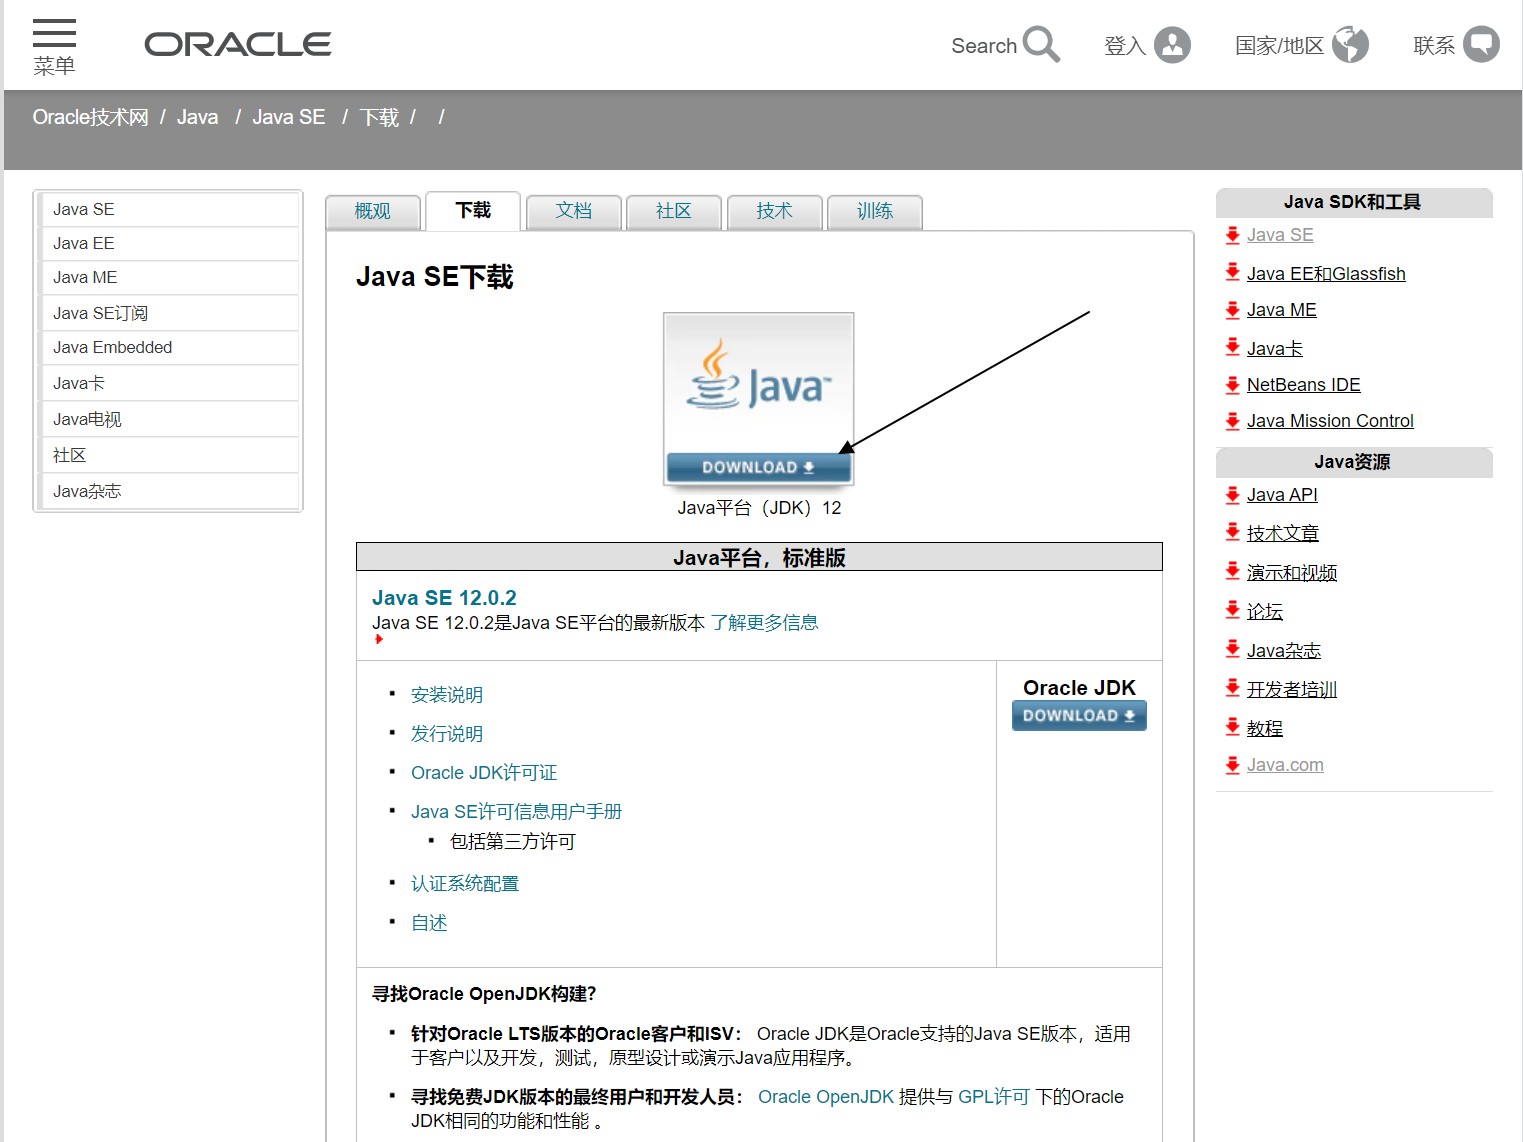 菜单
ORACLE
Search
登入
国家/地区
联系
Oracle技术网 / Java / Java SE / 下载 / /
Java SE
Java EE
Java ME
Java SE订阅
Java Embedded
Java卡
Java电视
社区
Java杂志
概观
下载
文档
社区
技术
训练
Java SE下载
Java™
DOWNLOAD
Java平台（JDK）12
Java平台，标准版
Java SE 12.0.2
Java SE 12.0.2是Java SE平台的最新版本 了解更多信息
安装说明
发行说明
Oracle JDK许可证
Java SE许可信息用户手册
包括第三方许可
认证系统配置
自述
Oracle JDK
DOWNLOAD
寻找Oracle OpenJDK构建？
针对Oracle LTS版本的Oracle客户和ISV： Oracle JDK是Oracle支持的Java SE版本，适用
于客户以及开发，测试，原型设计或演示Java应用程序。
寻找免费JDK版本的最终用户和开发人员： Oracle OpenJDK 提供与 GPL许可 下的Oracle
JDK相同的功能和性能 。
Java SDK和工具
Java SE
Java EE和Glassfish
Java ME
Java卡
NetBeans IDE
Java Mission Control
Java资源
Java API
技术文章
演示和视频
论坛
Java杂志
开发者培训
教程
Java.com